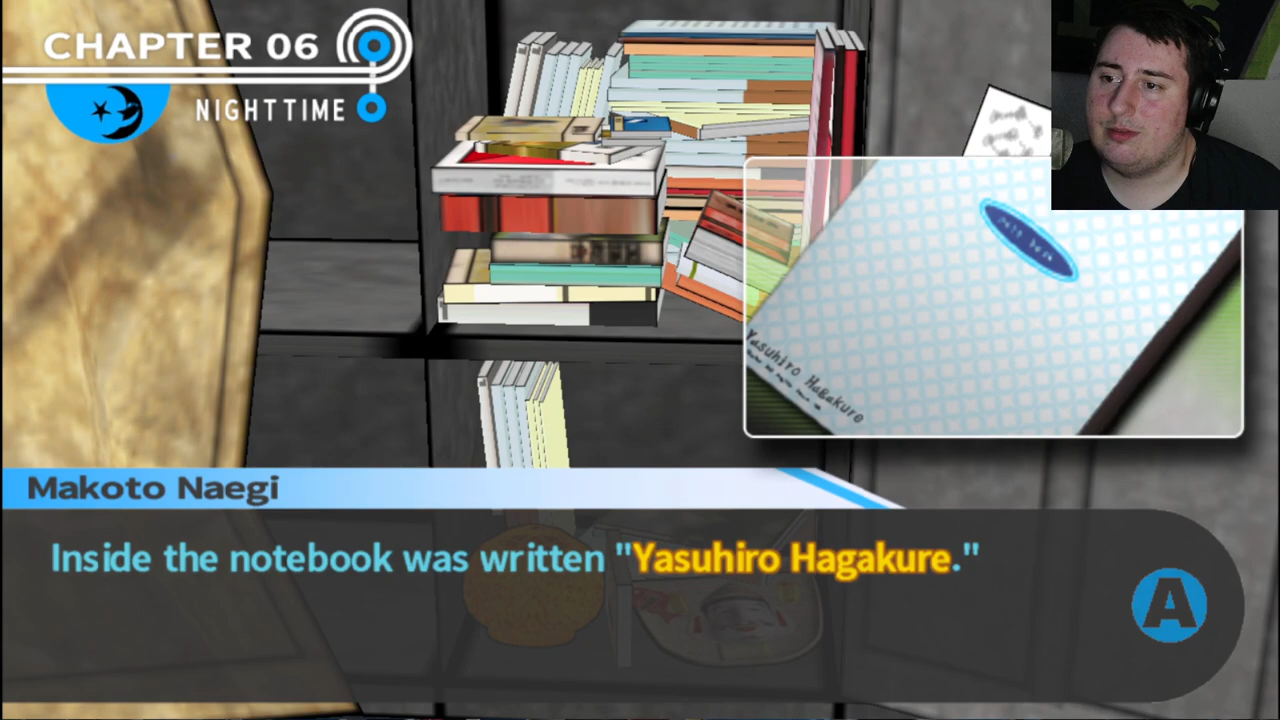 CHAPTER 06
NIGHTTIME
Yasuhiro Hagakure
Makoto Naegi
Inside the notebook was written "Yasuhiro Hagakure."
A